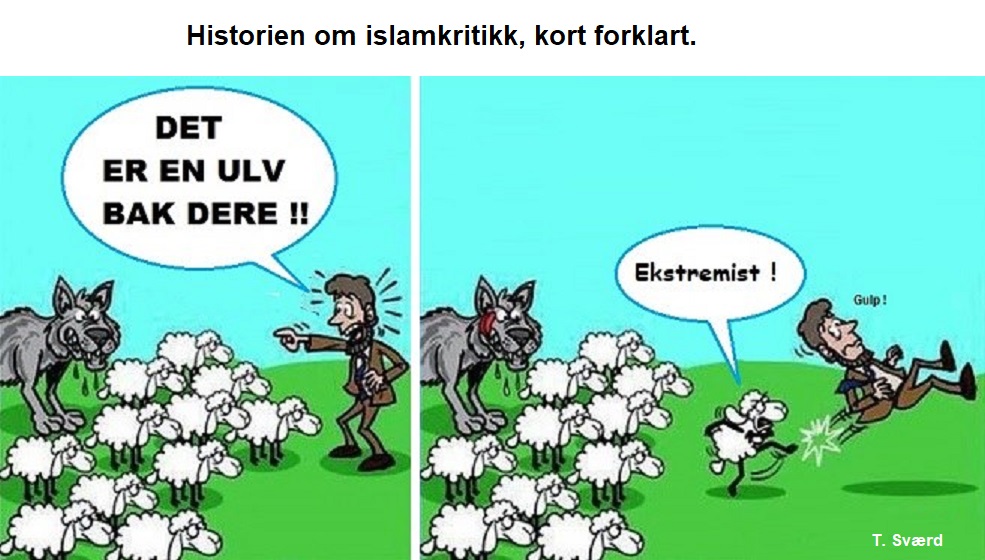 Historien om islamkritikk, kort forklart.
DET
ER EN ULV
BAK DERE !!
Ekstremist !
Gulp!
T. Sværd